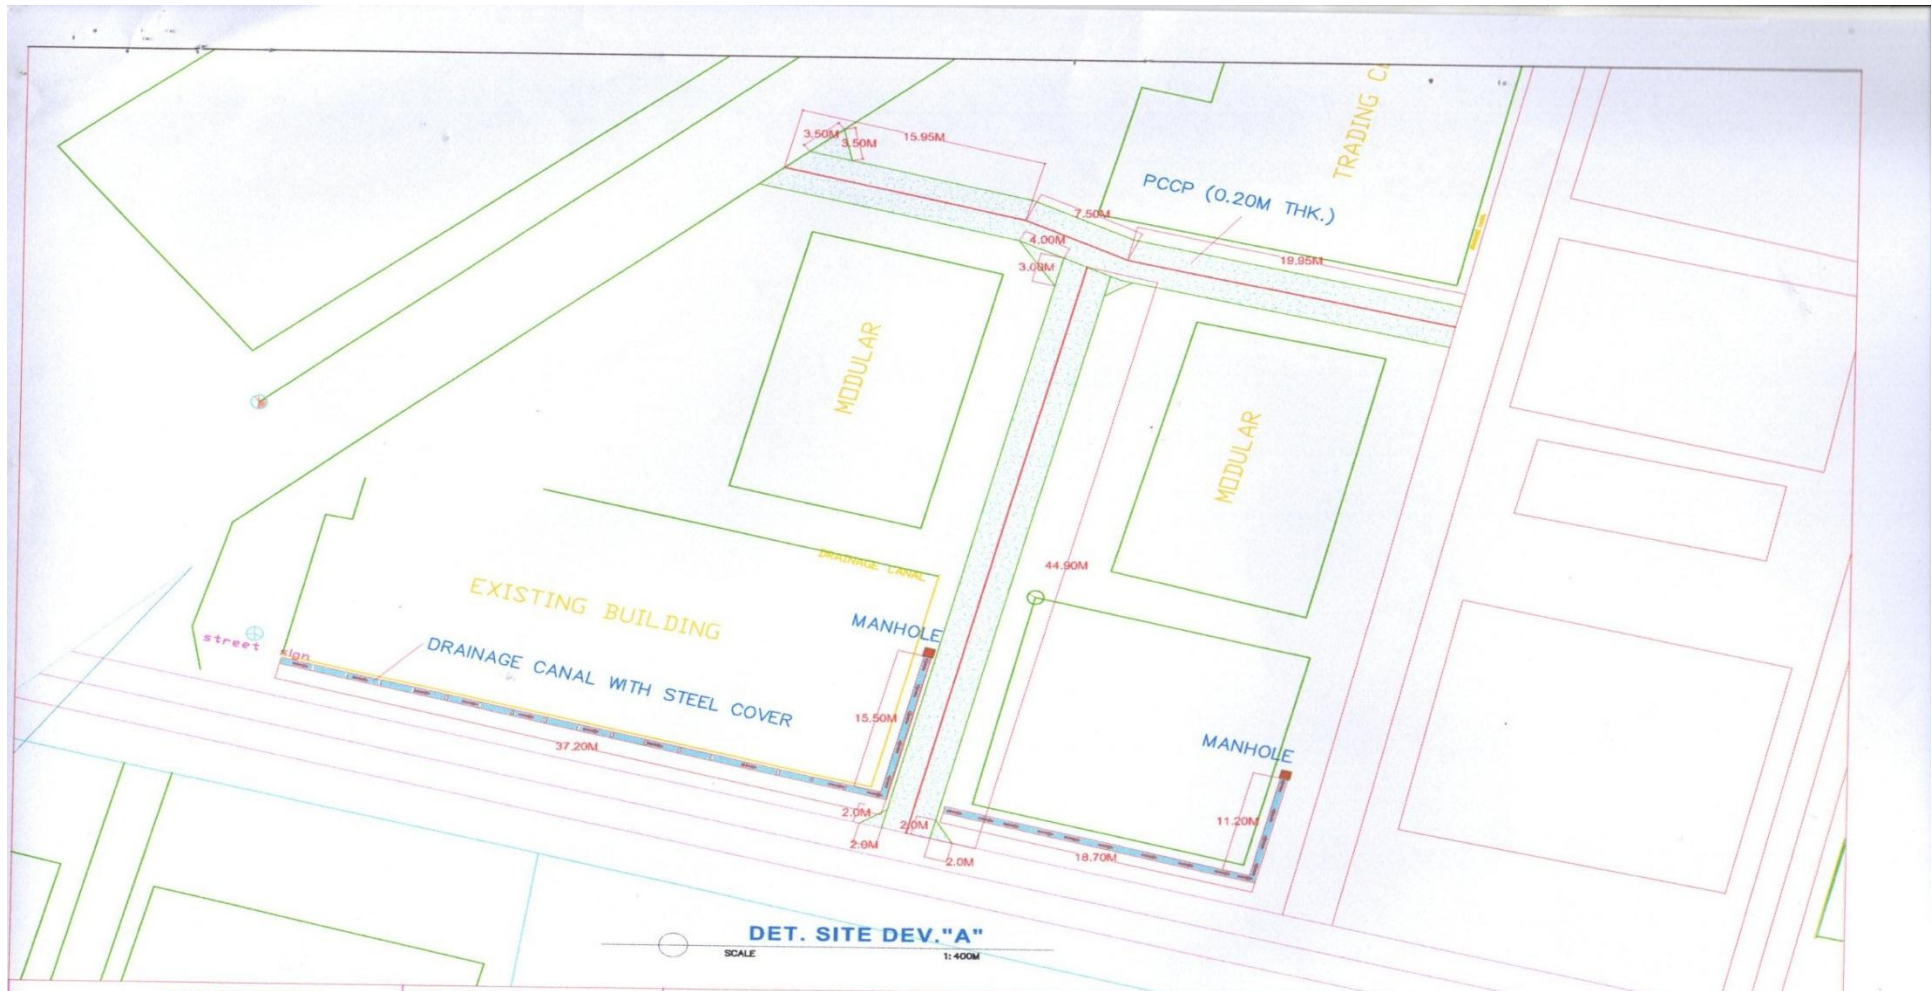 3.50M
3.50M
15.95M
TRADING
PCCP (0.20M THK.)
7.50M
4.00M
3.00M
19.95M
MODULAR
MODULAR
44.90M
DRAINAGE CANAL
EXISTING BUILDING
MANHOLE
street sign
DRAINAGE CANAL WITH STEEL COVER
15.50M
37.20M
MANHOLE
2.0M
2.0M
2.0M
2.0M
11.20M
18.70M
DET. SITE DEV."A"
SCALE 1:400M